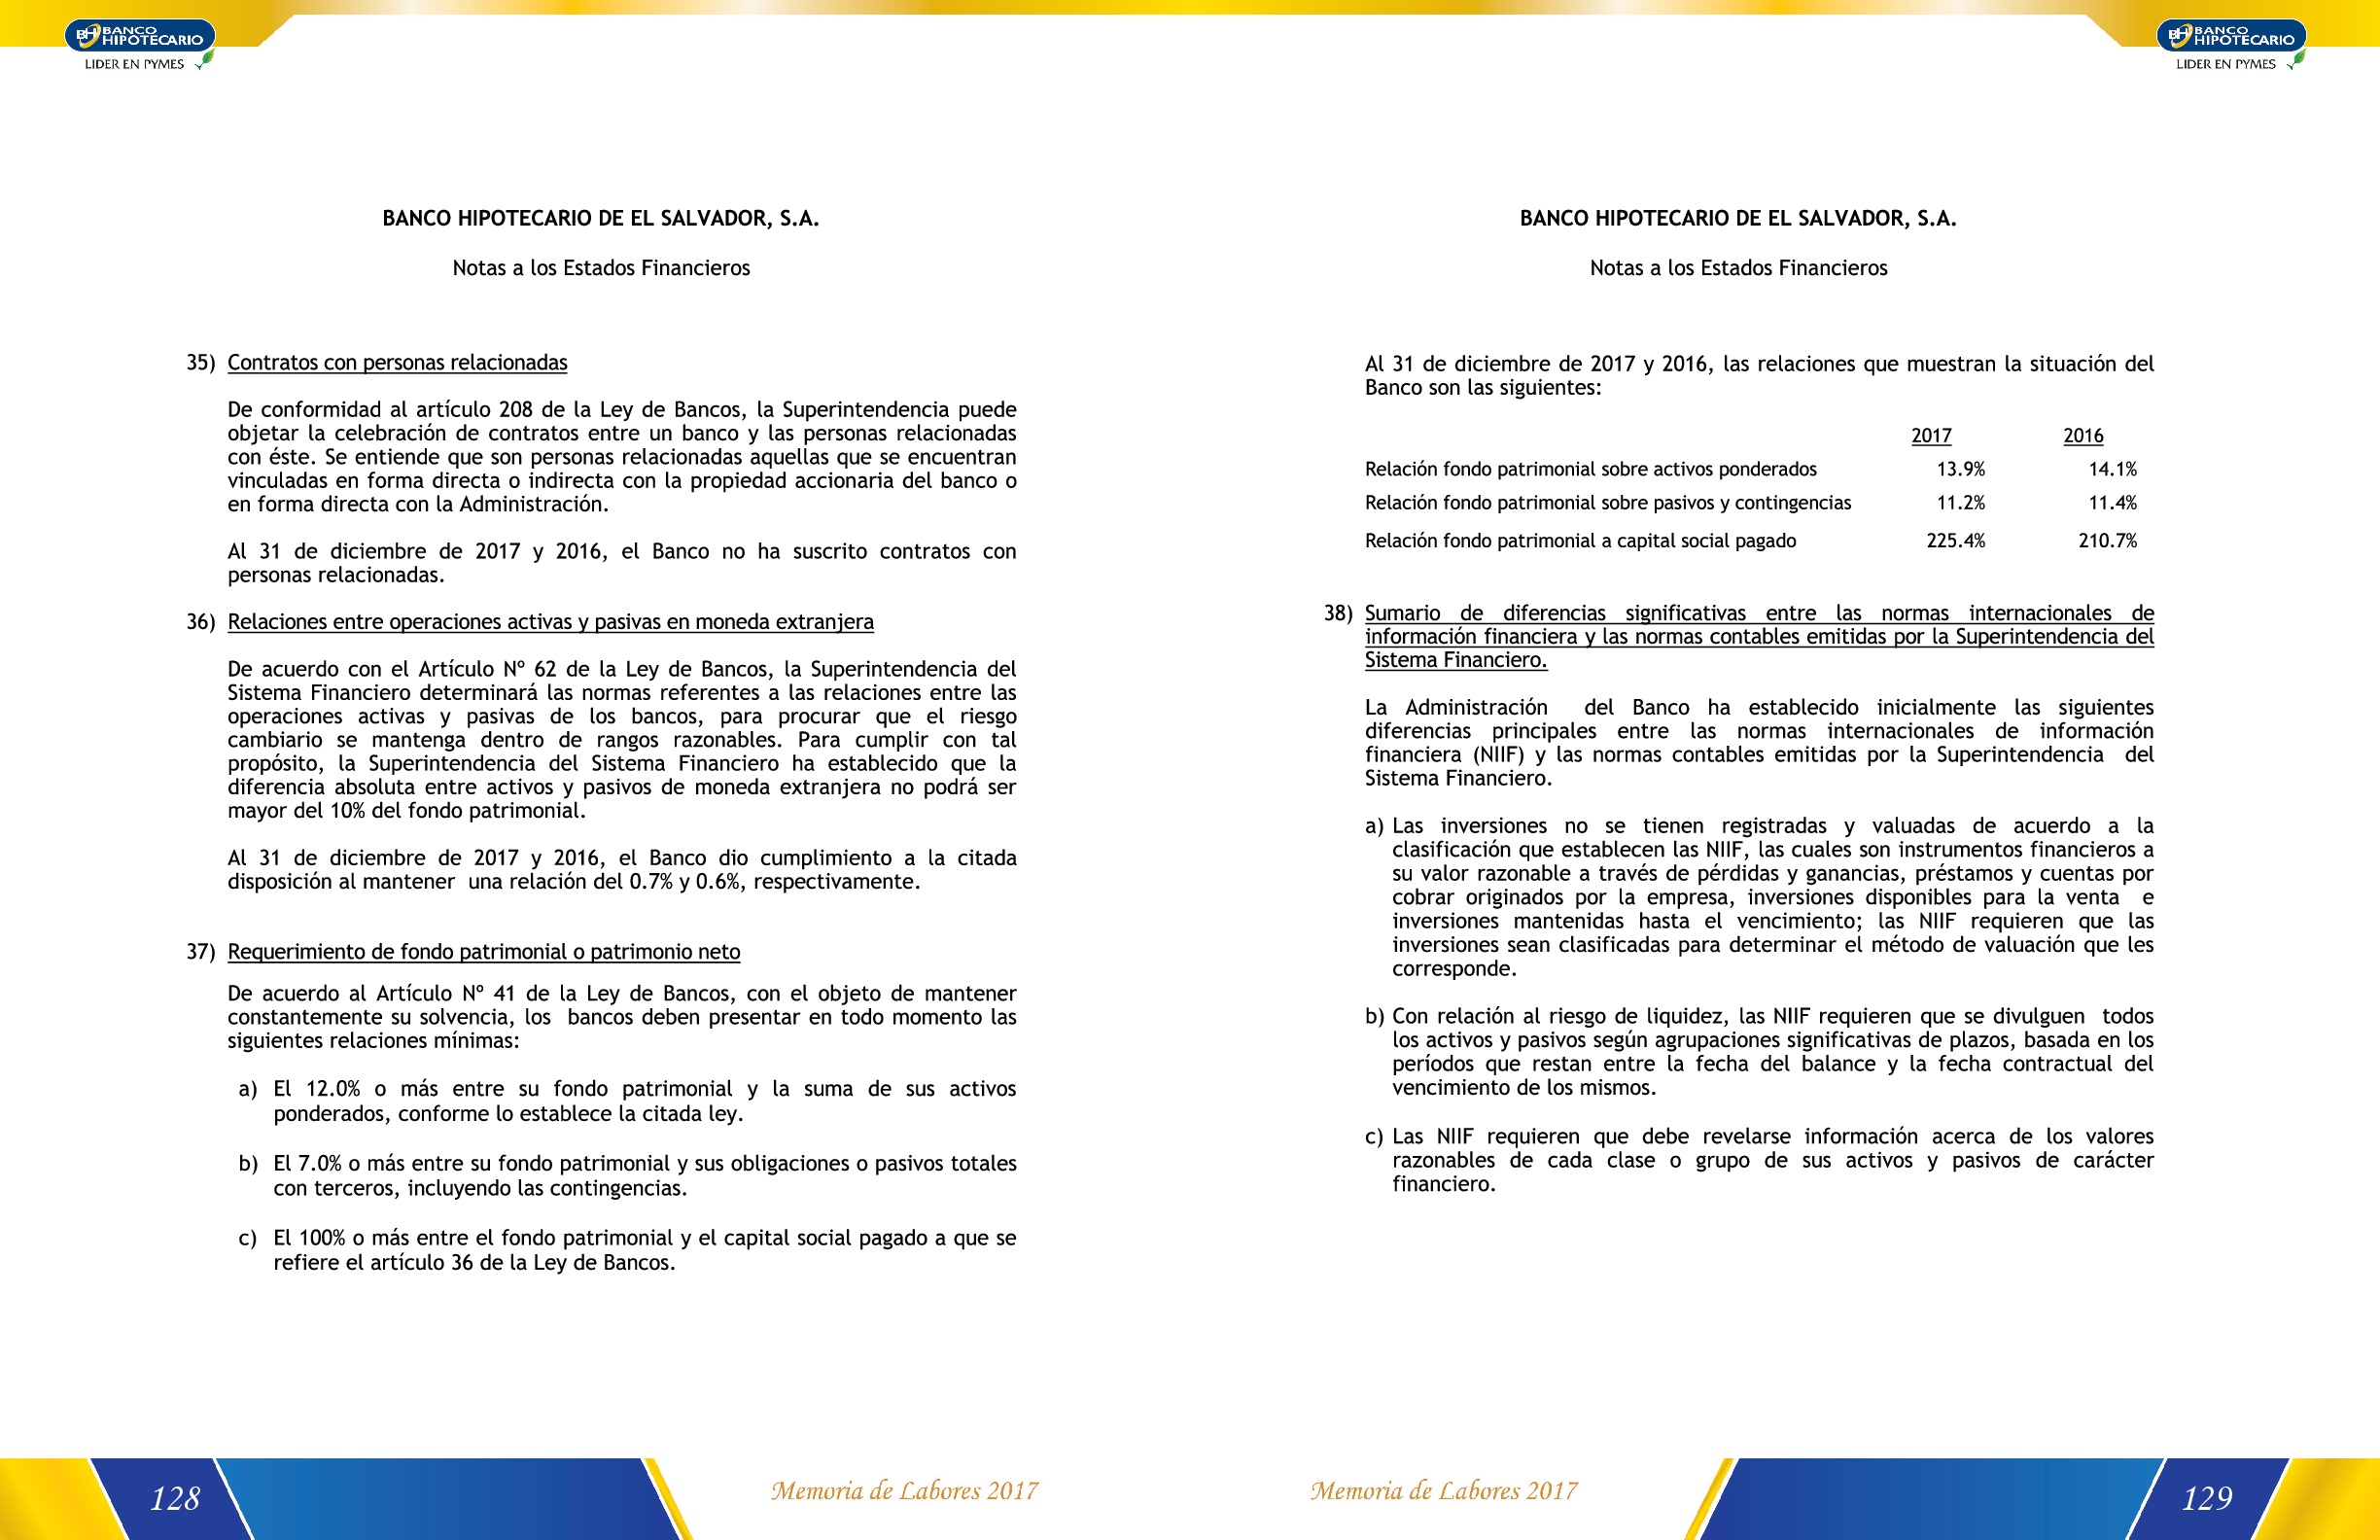 BH BANCO
HIPOTECARIO
LIDER EN PYMES
BANCO HIPOTECARIO DE EL SALVADOR, S.A.
Notas a los Estados Financieros
35) Contratos con personas relacionadas
De conformidad al artículo 208 de la Ley de Bancos, la Superintendencia puede
objetar la celebración de contratos entre un banco y las personas relacionadas
con éste. Se entiende que son personas relacionadas aquellas que se encuentran
vinculadas en forma directa o indirecta con la propiedad accionaria del banco o
en forma directa con la Administración.
Al 31 de diciembre de 2017 y 2016, el Banco no ha suscrito contratos con
personas relacionadas.
36) Relaciones entre operaciones activas y pasivas en moneda extranjera
De acuerdo con el Artículo Nº 62 de la Ley de Bancos, la Superintendencia del
Sistema Financiero determinará las normas referentes a las relaciones entre las
operaciones activas y pasivas de los bancos, para procurar que el riesgo
cambiario se mantenga dentro de rangos razonables. Para cumplir con tal
propósito, la Superintendencia del Sistema Financiero ha establecido que la
diferencia absoluta entre activos y pasivos de moneda extranjera no podrá ser
mayor del 10% del fondo patrimonial.
Al 31 de diciembre de 2017 y 2016, el Banco dio cumplimiento a la citada
disposición al mantener una relación del 0.7% y 0.6%, respectivamente.
37) Requerimiento de fondo patrimonial o patrimonio neto
De acuerdo al Artículo Nº 41 de la Ley de Bancos, con el objeto de mantener
constantemente su solvencia, los bancos deben presentar en todo momento las
siguientes relaciones mínimas:
a) El 12.0% o más entre su fondo patrimonial y la suma de sus activos
ponderados, conforme lo establece la citada ley.
b) El 7.0% o más entre su fondo patrimonial y sus obligaciones o pasivos totales
con terceros, incluyendo las contingencias.
c) El 100% o más entre el fondo patrimonial y el capital social pagado a que se
refiere el artículo 36 de la Ley de Bancos.
128
Memoria de Labores 2017
BH BANCO
HIPOTECARIO
LIDER EN PYMES
BANCO HIPOTECARIO DE EL SALVADOR, S.A.
Notas a los Estados Financieros
Al 31 de diciembre de 2017 y 2016, las relaciones que muestran la situación del
Banco son las siguientes:
2017 2016
Relación fondo patrimonial sobre activos ponderados 13.9% 14.1%
Relación fondo patrimonial sobre pasivos y contingencias 11.2% 11.4%
Relación fondo patrimonial a capital social pagado 225.4% 210.7%
38) Sumario de diferencias significativas entre las normas internacionales de
información financiera y las normas contables emitidas por la Superintendencia del
Sistema Financiero.
La Administración del Banco ha establecido inicialmente las siguientes
diferencias principales entre las normas internacionales de información
financiera (NIIF) y las normas contables emitidas por la Superintendencia del
Sistema Financiero.
a) Las inversiones no se tienen registradas y valuadas de acuerdo a la
clasificación que establecen las NIIF, las cuales son instrumentos financieros a
su valor razonable a través de pérdidas y ganancias, préstamos y cuentas por
cobrar originados por la empresa, inversiones disponibles para la venta e
inversiones mantenidas hasta el vencimiento; las NIIF requieren que las
inversiones sean clasificadas para determinar el método de valuación que les
corresponde.
b) Con relación al riesgo de liquidez, las NIIF requieren que se divulguen todos
los activos y pasivos según agrupaciones significativas de plazos, basada en los
períodos que restan entre la fecha del balance y la fecha contractual del
vencimiento de los mismos.
c) Las NIIF requieren que debe revelarse información acerca de los valores
razonables de cada clase o grupo de sus activos y pasivos de carácter
financiero.
Memoria de Labores 2017
129